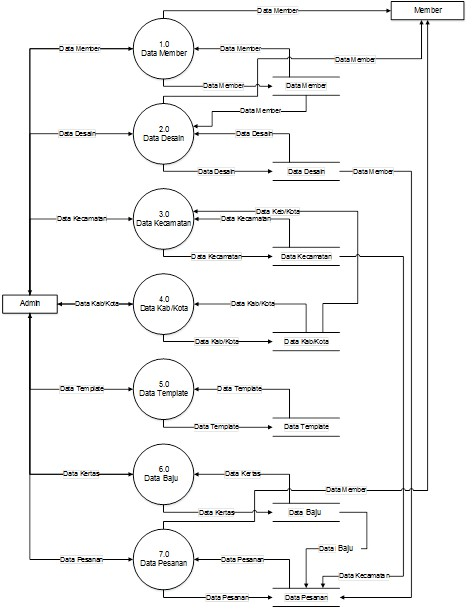 Data Member
Member
1.0
Data Member
Data Member
Data Member
Data Member
Data Member
Data Member
Data Member
2.0
Data Desain
Data Desain
Data Desain
Data Desain
Data Desain
Data Member
3.0
Data Kecamatan
Data Kecamatan
Data Keb/Kota
Data Kecamatan
Data Kecamatan
Data Kecamatan
Admin
Data Kab/Kota
4.0
Data Kab/Kota
Data Kab/Kota
Data Kab/Kota
Data Kab/Kota
5.0
Data Template
Data Template
Data Template
Data Template
Data Template
6.0
Data Baju
Data Kertas
Data Kertas
Data Member
Data Kertas
Data Baju
7.0
Data Pesanan
Data Baju
Data Pesanan
Data Pesanan
Data Kecamatan
Data Pesanan
Data Pesanan